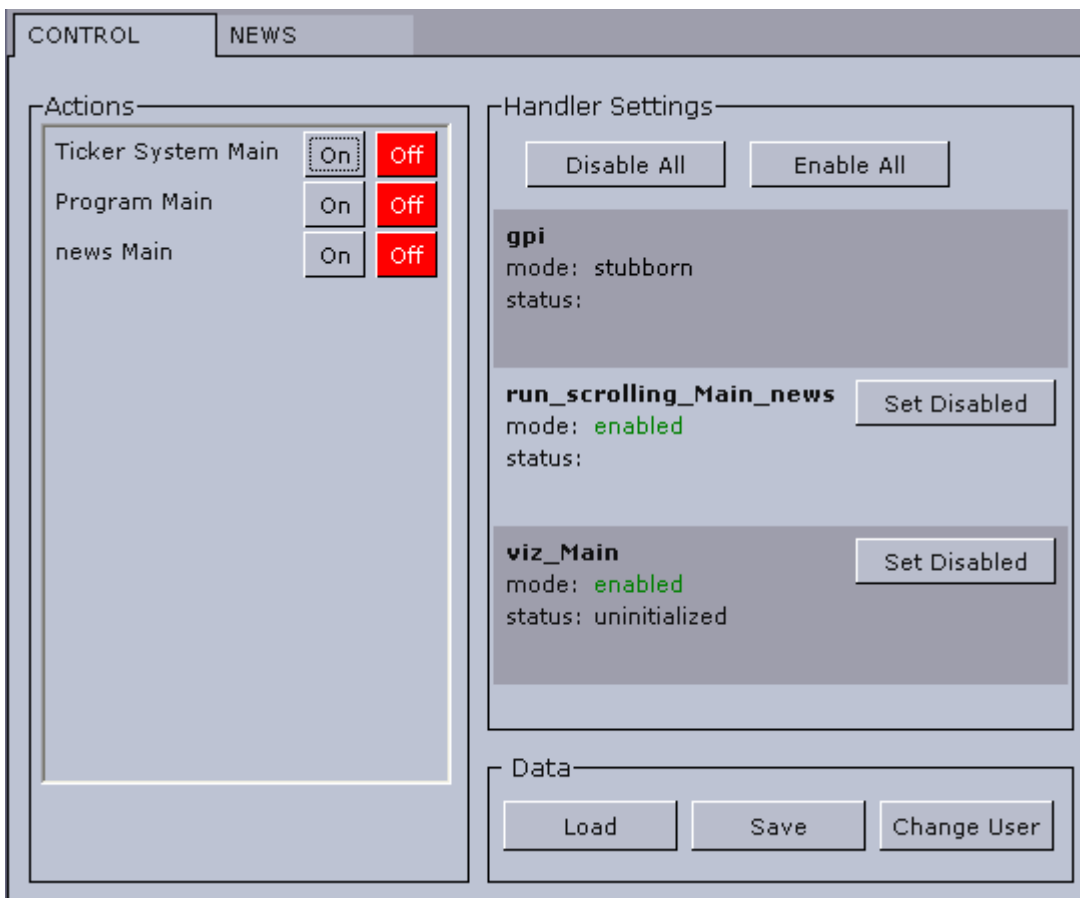 CONTROL NEWS
Actions
Ticker System Main On Off
Program Main On Off
news Main On Off
Handler Settings
Disable All Enable All
gpi
mode: stubborn
status:
run_scrolling_Main_news Set Disabled
mode: enabled
status:
viz_Main Set Disabled
mode: enabled
status: uninitialized
Data
Load Save Change User